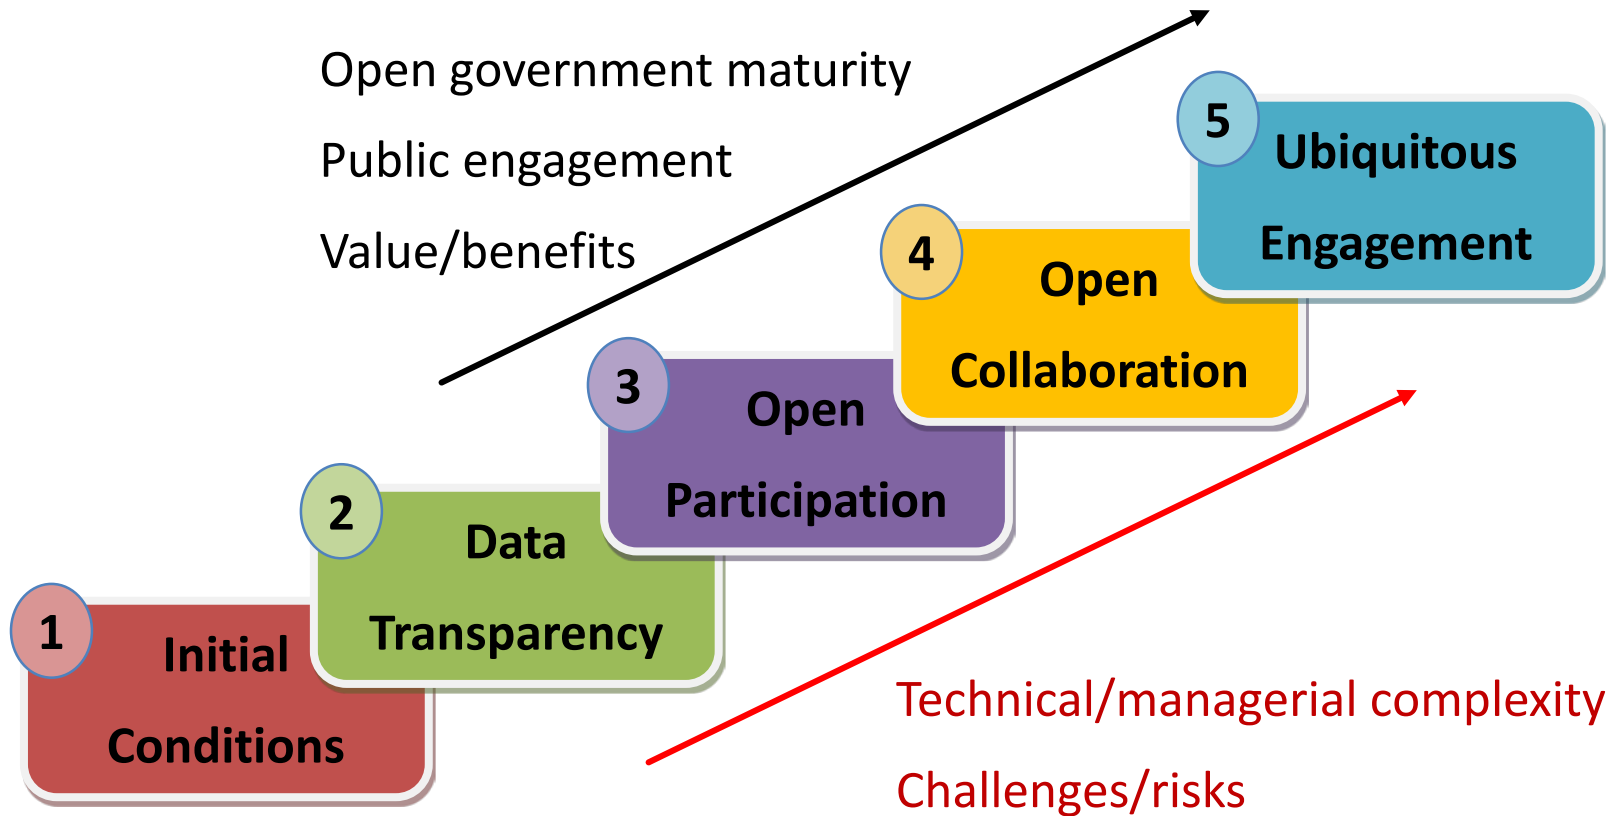 Open government maturity
Public engagement
Value/benefits
5
Ubiquitous
Engagement
4
Open
Collaboration
3
Open
Participation
2
Data
Transparency
1
Initial
Conditions
Technical/managerial complexity
Challenges/risks